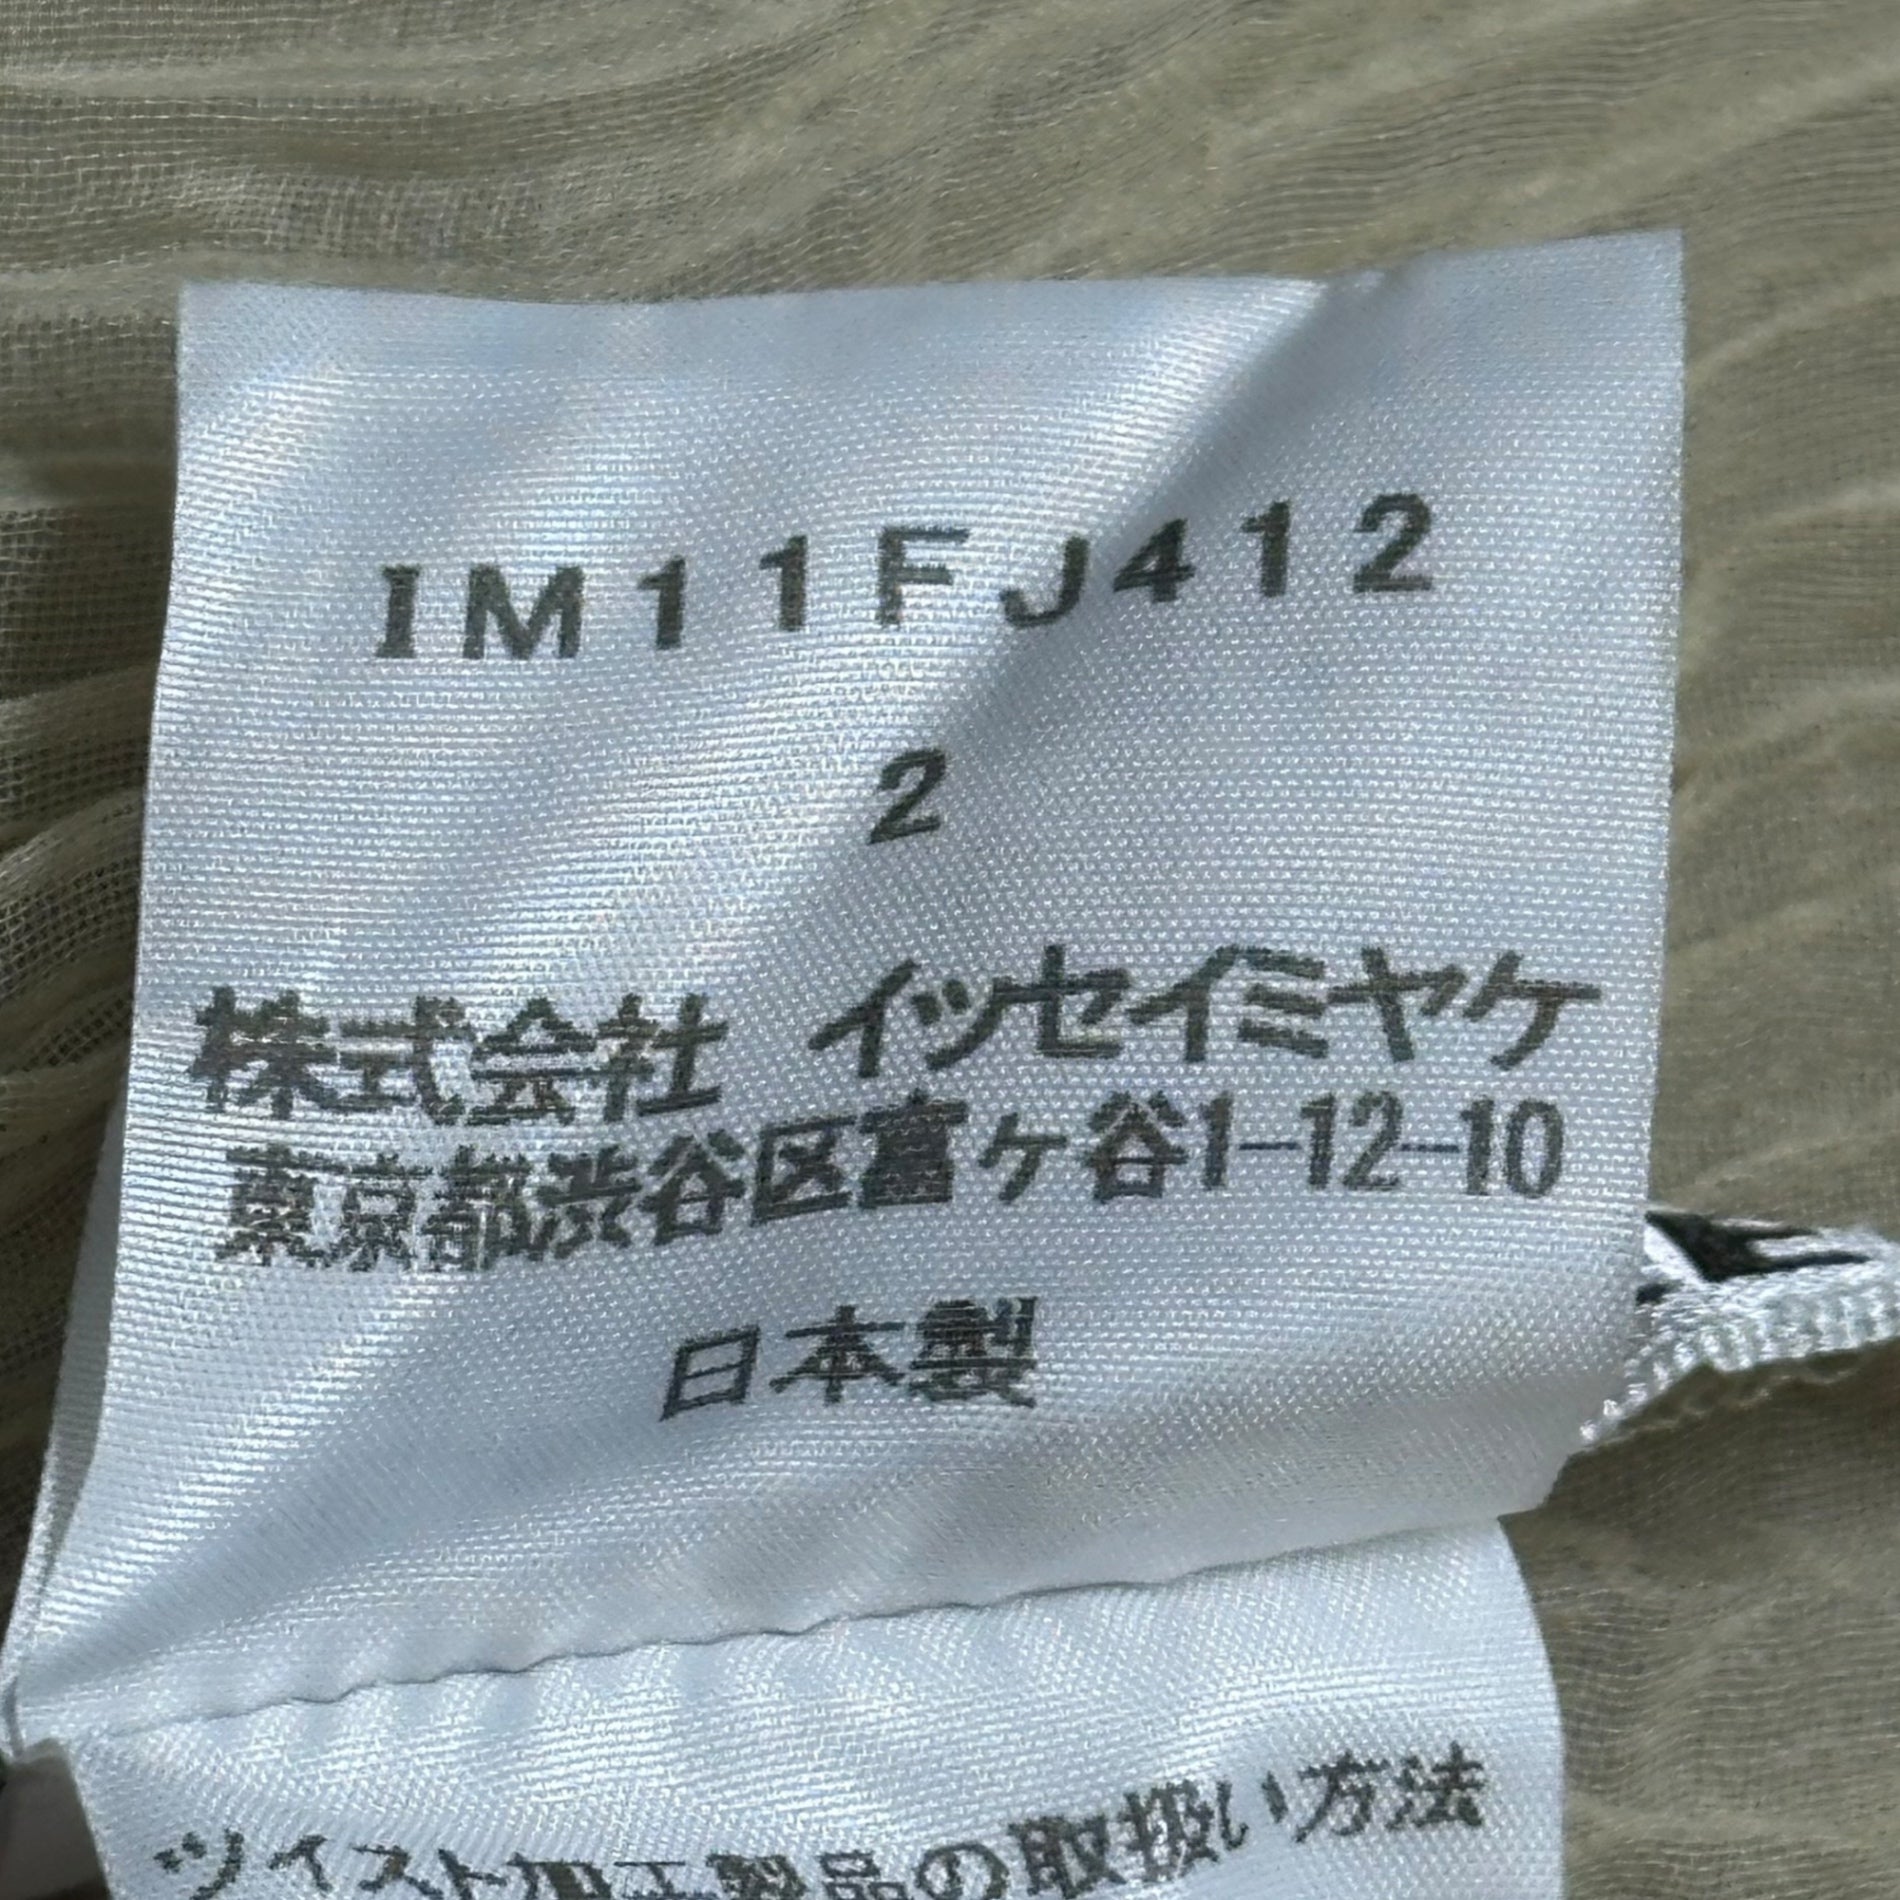 IM11FJ412
2
株式会社 イッセイミヤケ
東京都渋谷区富ヶ谷1-12-10
日本製
ツイスト加工製品の取扱い方法